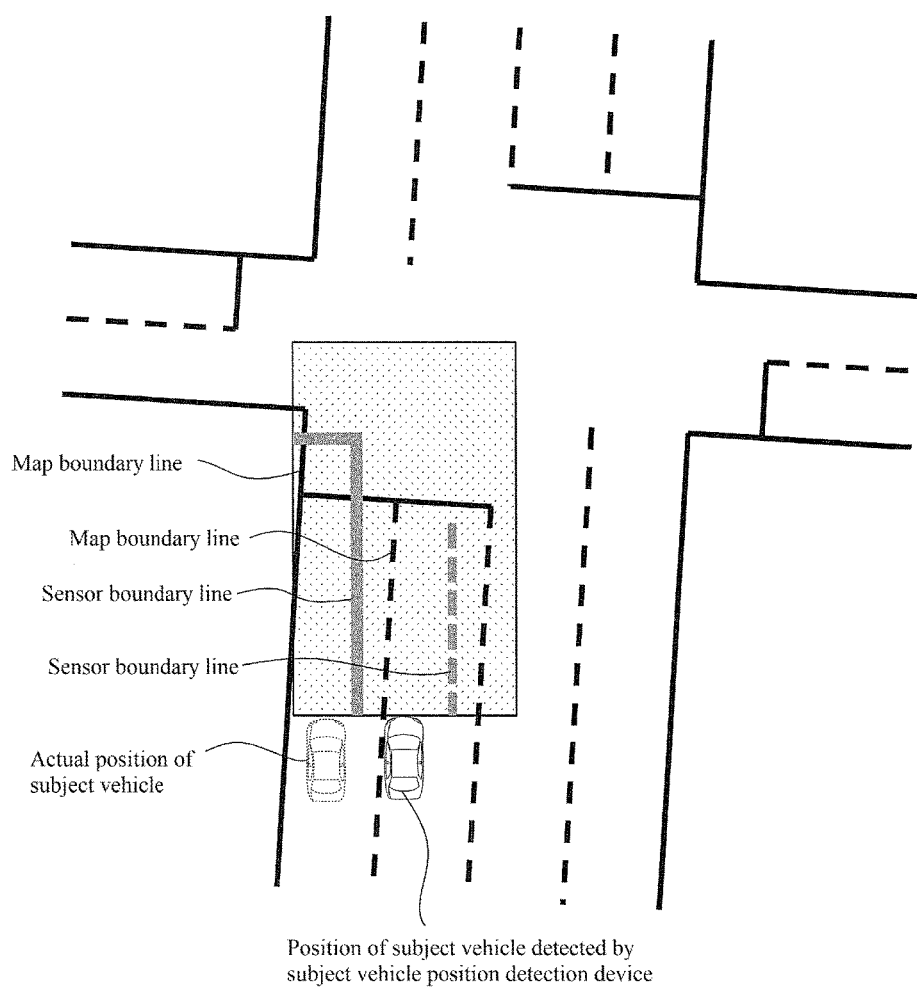 Map boundary line
Map boundary line
Sensor boundary line
Sensor boundary line
Actual position of
subject vehicle
Position of subject vehicle detected by
subject vehicle position detection device